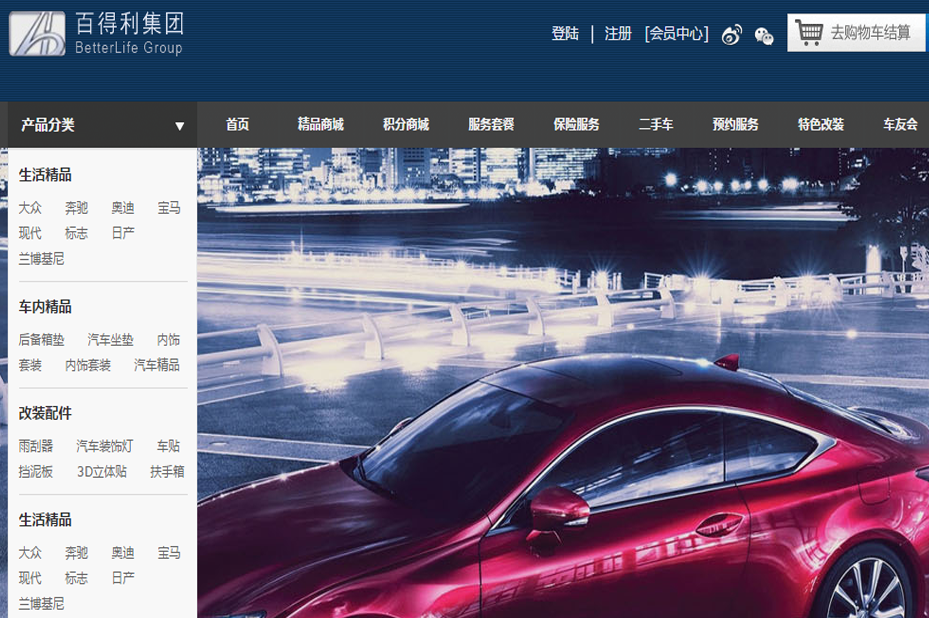 百得利集团
BetterLife Group
登陆 | 注册 [会员中心] 去购物车结算
产品分类 ▼ 首页 精品商城 积分商城 服务套餐 保险服务 二手车 预约服务 特色改装 车友会
生活精品
大众 奔驰 奥迪 宝马
现代 标志 日产
兰博基尼
车内精品
后备箱垫 汽车坐垫 内饰
套装 内饰套装 汽车精品
改装配件
雨刮器 汽车装饰灯 车贴
挡泥板 3D立体贴 扶手箱
生活精品
大众 奔驰 奥迪 宝马
现代 标志 日产
兰博基尼